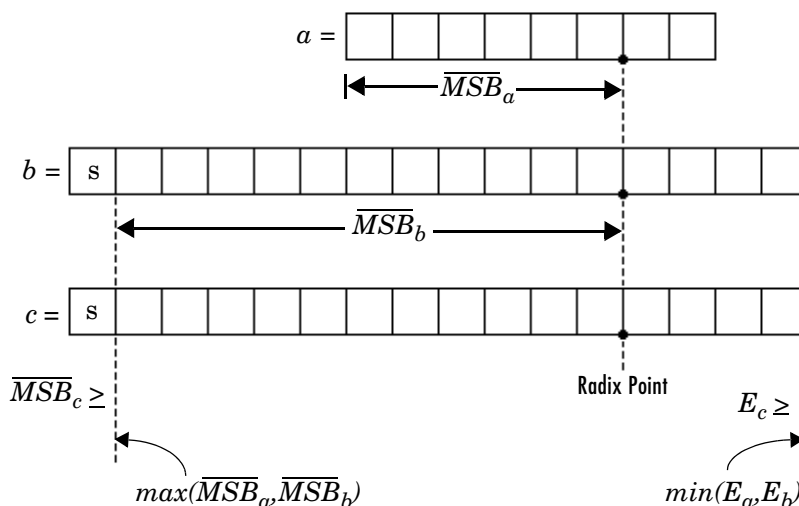 a =
MSB_a
b = s
MSB_b
c = s
MSB_c ≥
Radix Point
E_c ≥
max(MSB_a,MSB_b)
min(E_a,E_b)